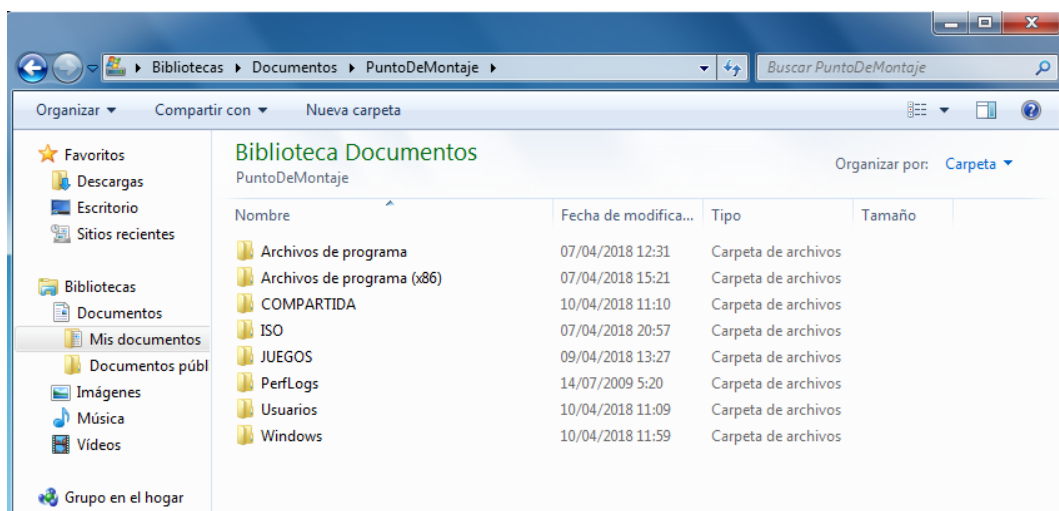 Bibliotecas Documentos PuntoDeMontaje Buscar PuntoDeMontaje
Organizar Compartir con Nueva carpeta
Favoritos
Descargas
Escritorio
Sitios recientes
Bibliotecas
Documentos
Mis documentos
Documentos públ
Imágenes
Música
Vídeos
Grupo en el hogar
Biblioteca Documentos
PuntoDeMontaje
Organizar por: Carpeta
Nombre Fecha de modifica... Tipo Tamaño
Archivos de programa 07/04/2018 12:31 Carpeta de archivos
Archivos de programa (x86) 07/04/2018 15:21 Carpeta de archivos
COMPARTIDA 10/04/2018 11:10 Carpeta de archivos
ISO 07/04/2018 20:57 Carpeta de archivos
JUEGOS 09/04/2018 13:27 Carpeta de archivos
PerfLogs 14/07/2009 5:20 Carpeta de archivos
Usuarios 10/04/2018 11:09 Carpeta de archivos
Windows 10/04/2018 11:59 Carpeta de archivos